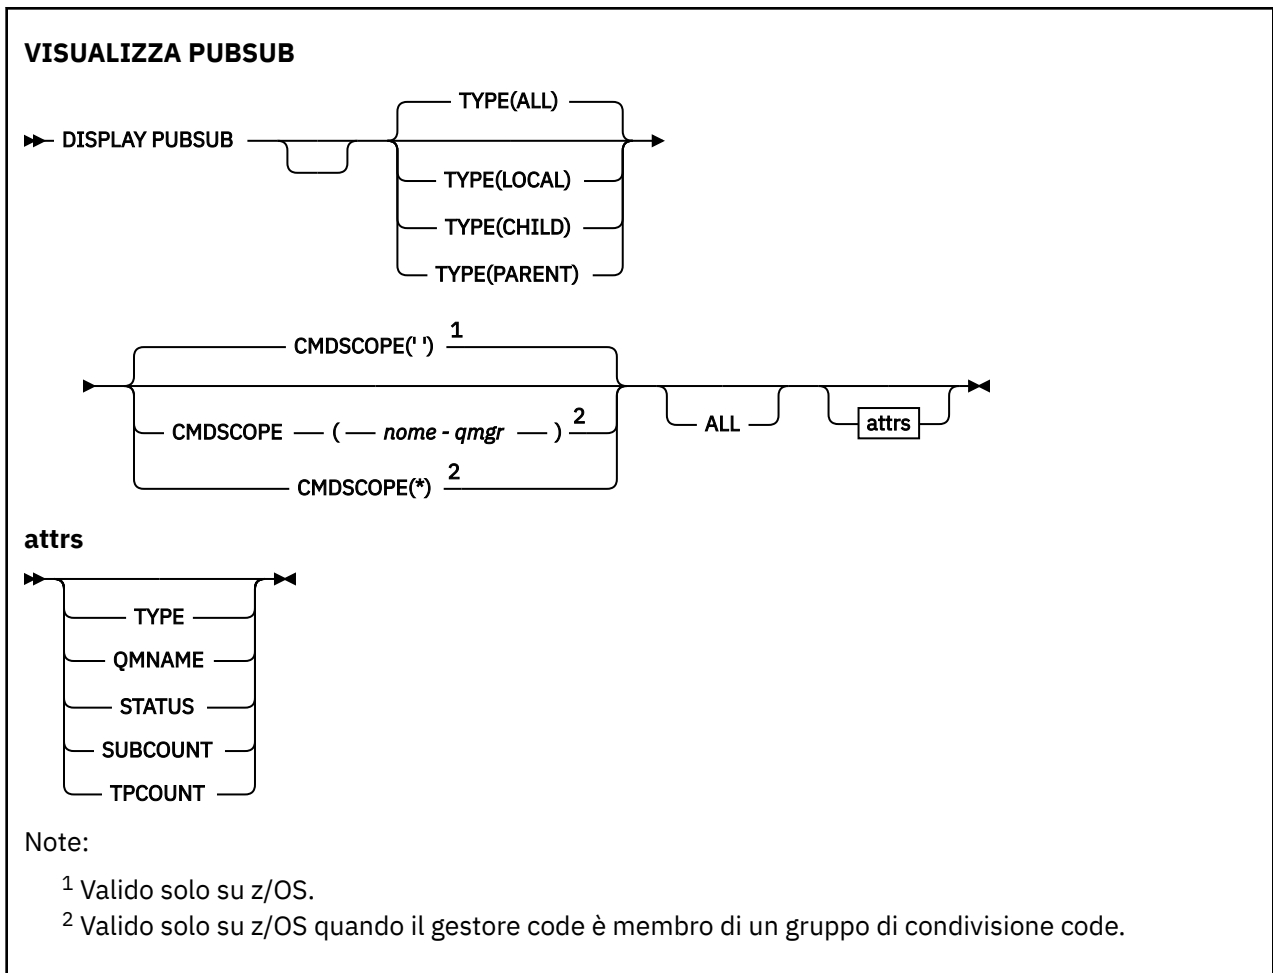 VISUALIZZA PUBSUB
TYPE(ALL)
DISPLAY PUBSUB
TYPE(LOCAL)
TYPE(CHILD)
TYPE(PARENT)
CMDSCOPE(' ') 1
CMDSCOPE ( nome - qmgr ) 2
ALL
attrs
CMDSCOPE(*) 2
attrs
TYPE
QMNAME
STATUS
SUBCOUNT
TPCOUNT
Note:
1 Valido solo su z/OS.
2 Valido solo su z/OS quando il gestore code è membro di un gruppo di condivisione code.